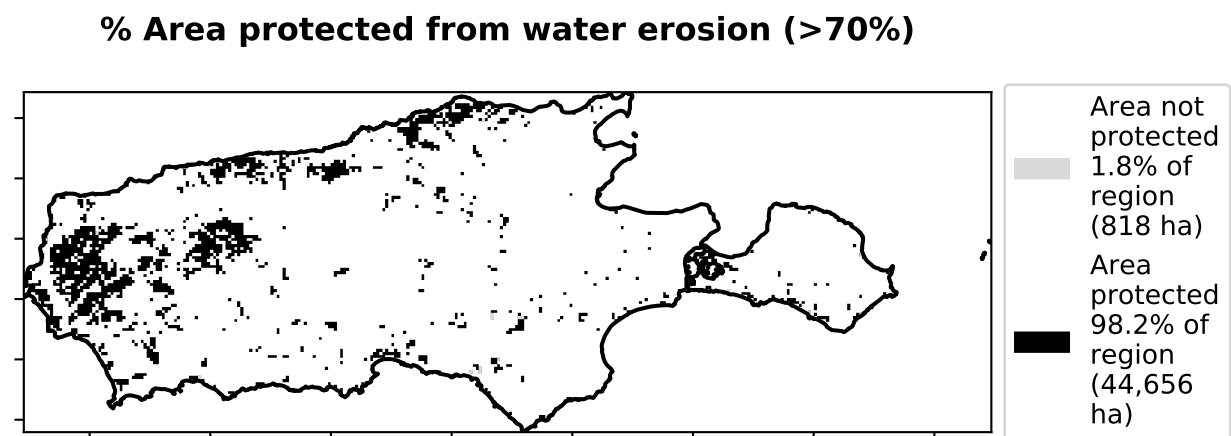 % Area protected from water erosion (>70%)
Area not
protected
1.8% of
region
(818 ha)
Area
protected
98.2% of
region
(44,656
ha)